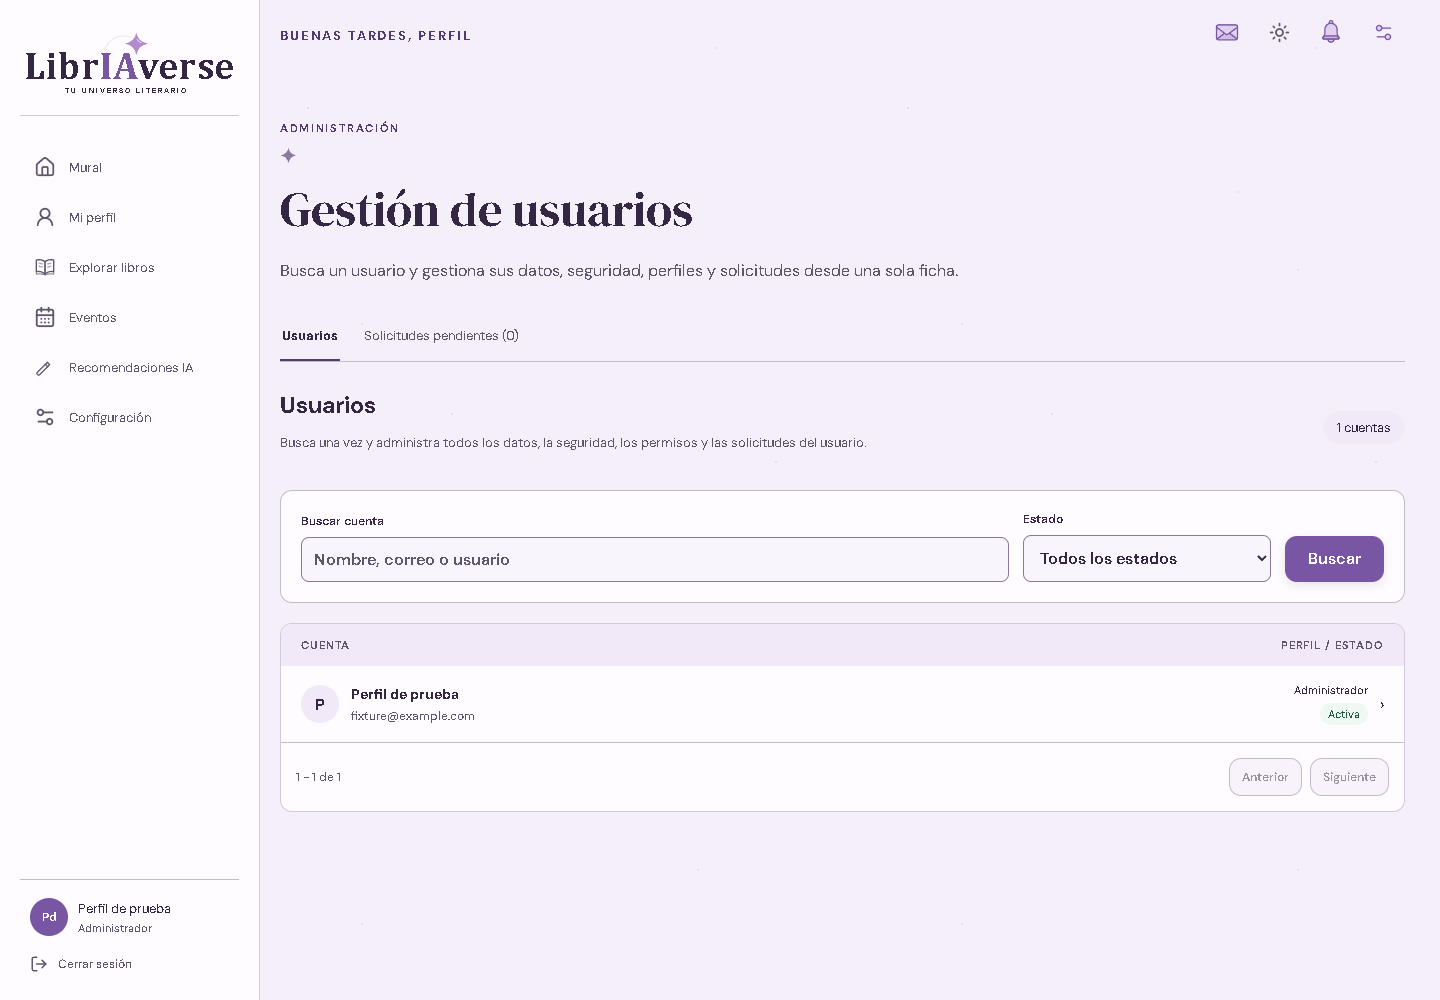 LibrIAverse
TU UNIVERSO LITERARIO
Mural
Mi perfil
Explorar libros
Eventos
Recomendaciones IA
Configuración
Perfil de prueba
Pd
Administrador
Cerrar sesión
BUENAS TARDES, PERFIL
ADMINISTRACIÓN
Gestión de usuarios
Busca un usuario y gestiona sus datos, seguridad, perfiles y solicitudes desde una sola ficha.
Usuarios Solicitudes pendientes (0)
Usuarios
Busca una vez y administra todos los datos, la seguridad, los permisos y las solicitudes del usuario.
1 cuentas
Buscar cuenta
Nombre, correo o usuario
Estado
Todos los estados
Buscar
CUENTA PERFIL / ESTADO
P
Perfil de prueba
fixture@example.com
Administrador
Activa
1 – 1 de 1
Anterior Siguiente